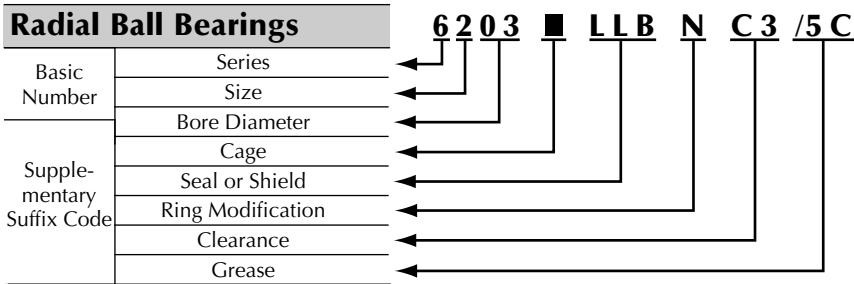 Radial Ball Bearings
6 2 0 3 ■ L L B N C 3 /5 C
Basic
Number
Series
Size
Bore Diameter
Supple-
mentary
Suffix Code
Cage
Seal or Shield
Ring Modification
Clearance
Grease